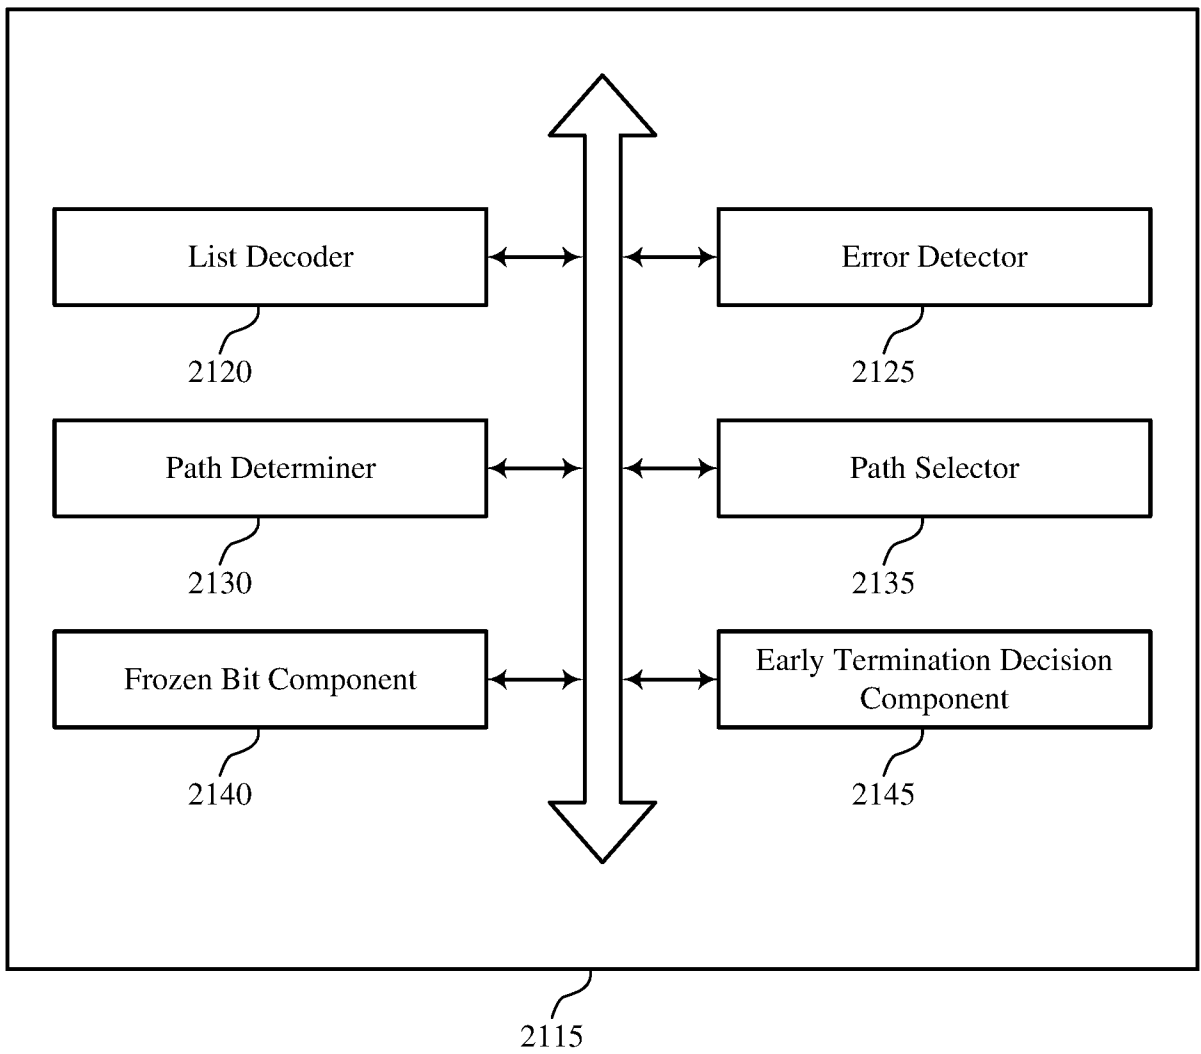 List Decoder
Error Detector
2120
2125
Path Determiner
Path Selector
2130
2135
Frozen Bit Component
Early Termination Decision
Component
2140
2145
2115